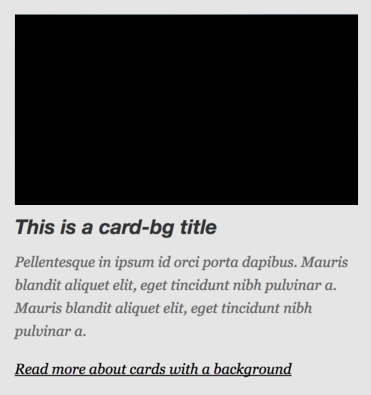 This is a card-bg title
Pellentesque in ipsum id orci porta dapibus. Mauris
blandit aliquet elit, eget tincidunt nibh pulvinar a.
Mauris blandit aliquet elit, eget tincidunt nibh
pulvinar a.
Read more about cards with a background